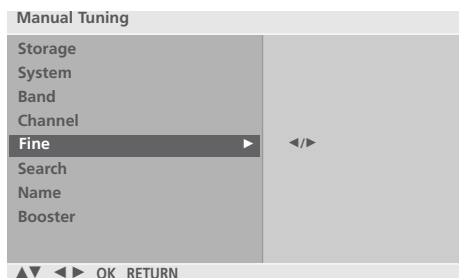 Manual Tuning
Storage
System
Band
Channel
Fine ▶ ◀/▶
Search
Name
Booster
▲▼ ◀ ▶ OK RETURN